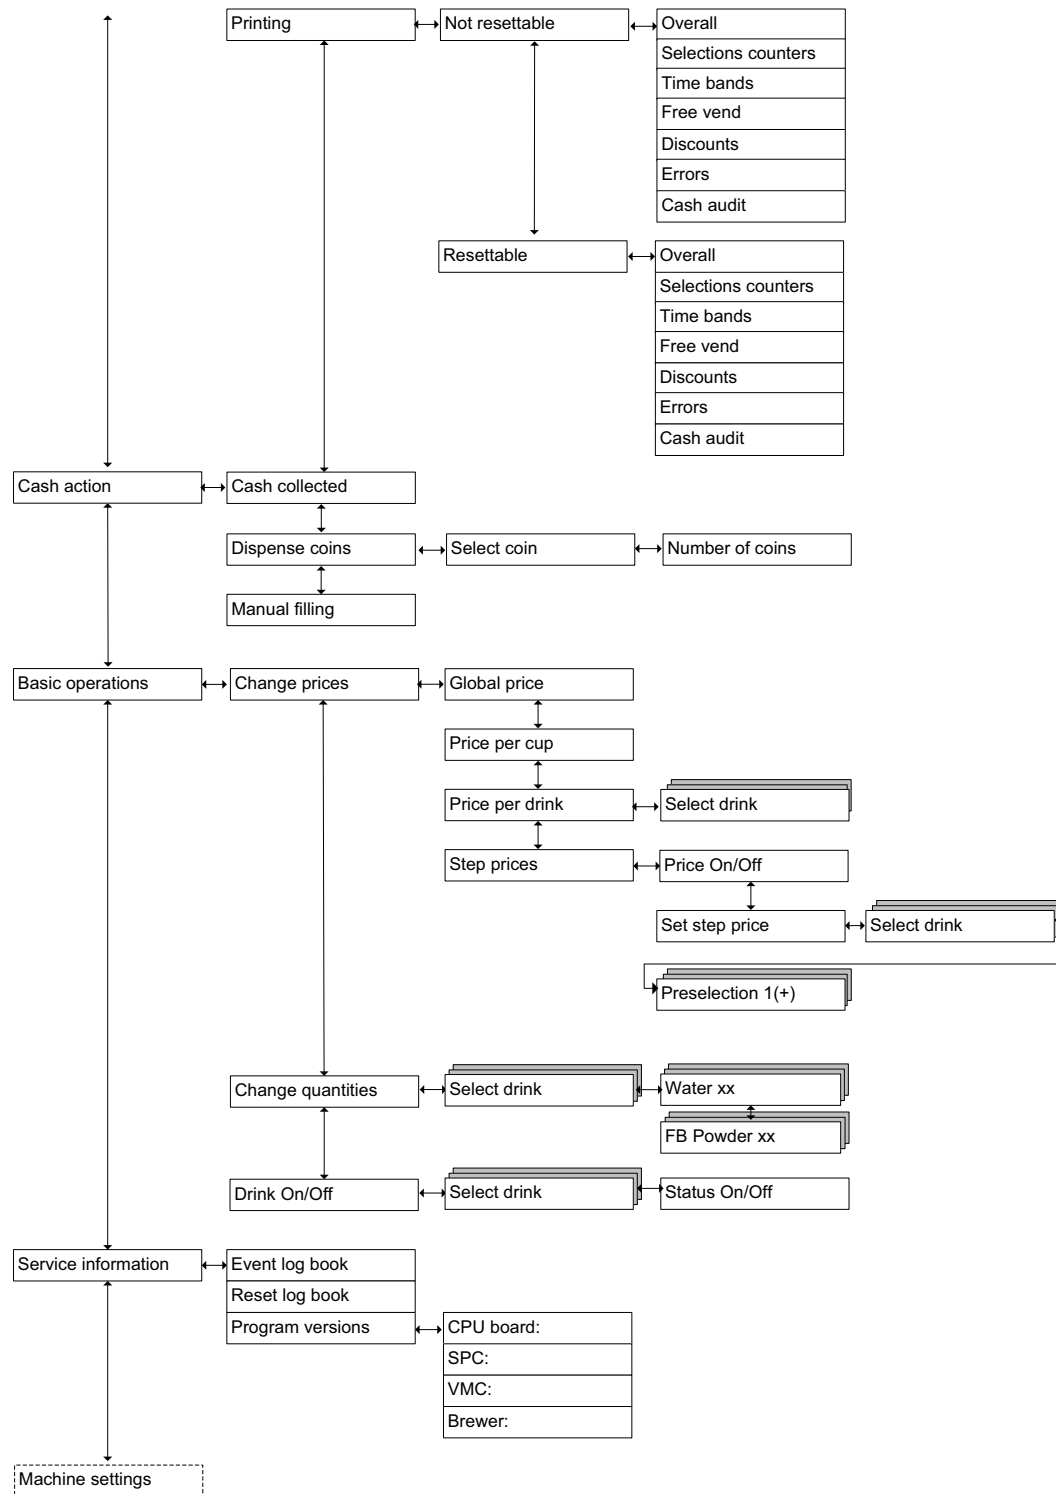 Printing
Not resettable
Overall
Selections counters
Time bands
Free vend
Discounts
Errors
Cash audit
Resettable
Overall
Selections counters
Time bands
Free vend
Discounts
Errors
Cash audit
Cash action
Cash collected
Dispense coins
Select coin
Number of coins
Manual filling
Basic operations
Change prices
Global price
Price per cup
Price per drink
Select drink
Step prices
Price On/Off
Set step price
Select drink
Preselection 1(+)
Change quantities
Select drink
Water xx
FB Powder xx
Drink On/Off
Select drink
Status On/Off
Service information
Event log book
Reset log book
Program versions
CPU board:
SPC:
VMC:
Brewer:
Machine settings